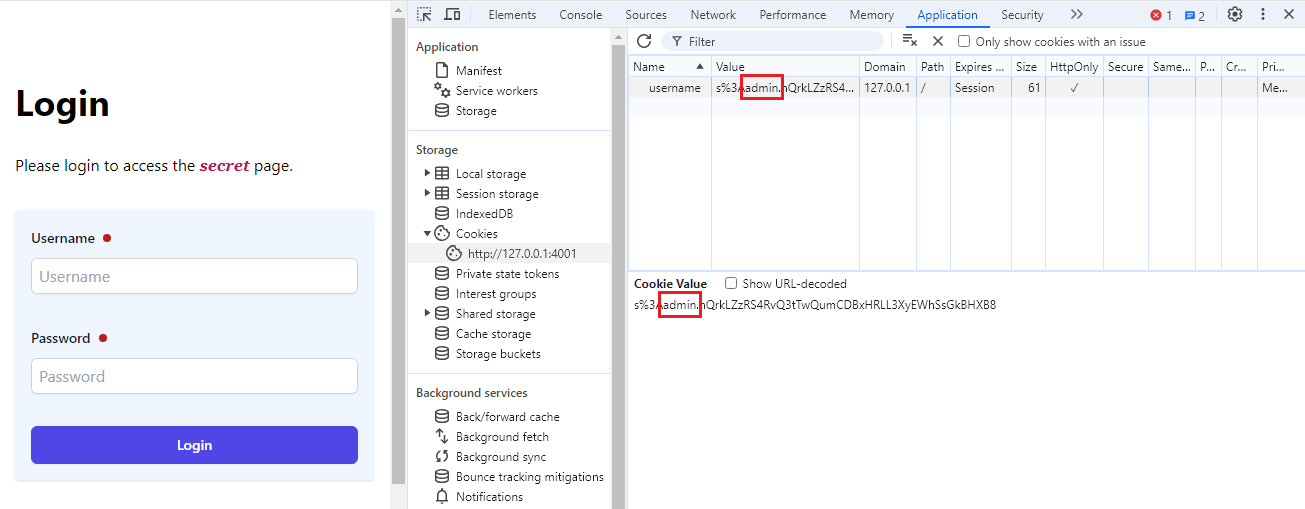 Login
Please login to access the secret page.
Username
Username
Password
Password
Login
Elements Console Sources Network Performance Memory Application Security 1 2
Application
Manifest
Service workers
Storage
Storage
Local storage
Session storage
IndexedDB
Cookies
http://127.0.0.1:4001
Private state tokens
Interest groups
Shared storage
Cache storage
Storage buckets
Background services
Back/forward cache
Background fetch
Background sync
Bounce tracking mitigations
Notifications
Filter Only show cookies with an issue
Name Value Domain Path Expires ... Size HttpOnly Secure Same... P... Cr... Pri...
username s%3Aadmin.nQrkLZzRS4... 127.0.0.1 / Session 61 ✓ Me...
Cookie Value Show URL-decoded
s%3Aadmin.nQrkLZzRS4RvQ3tTwQumCDBxHRLL3XyEWhSsGkBHXB8